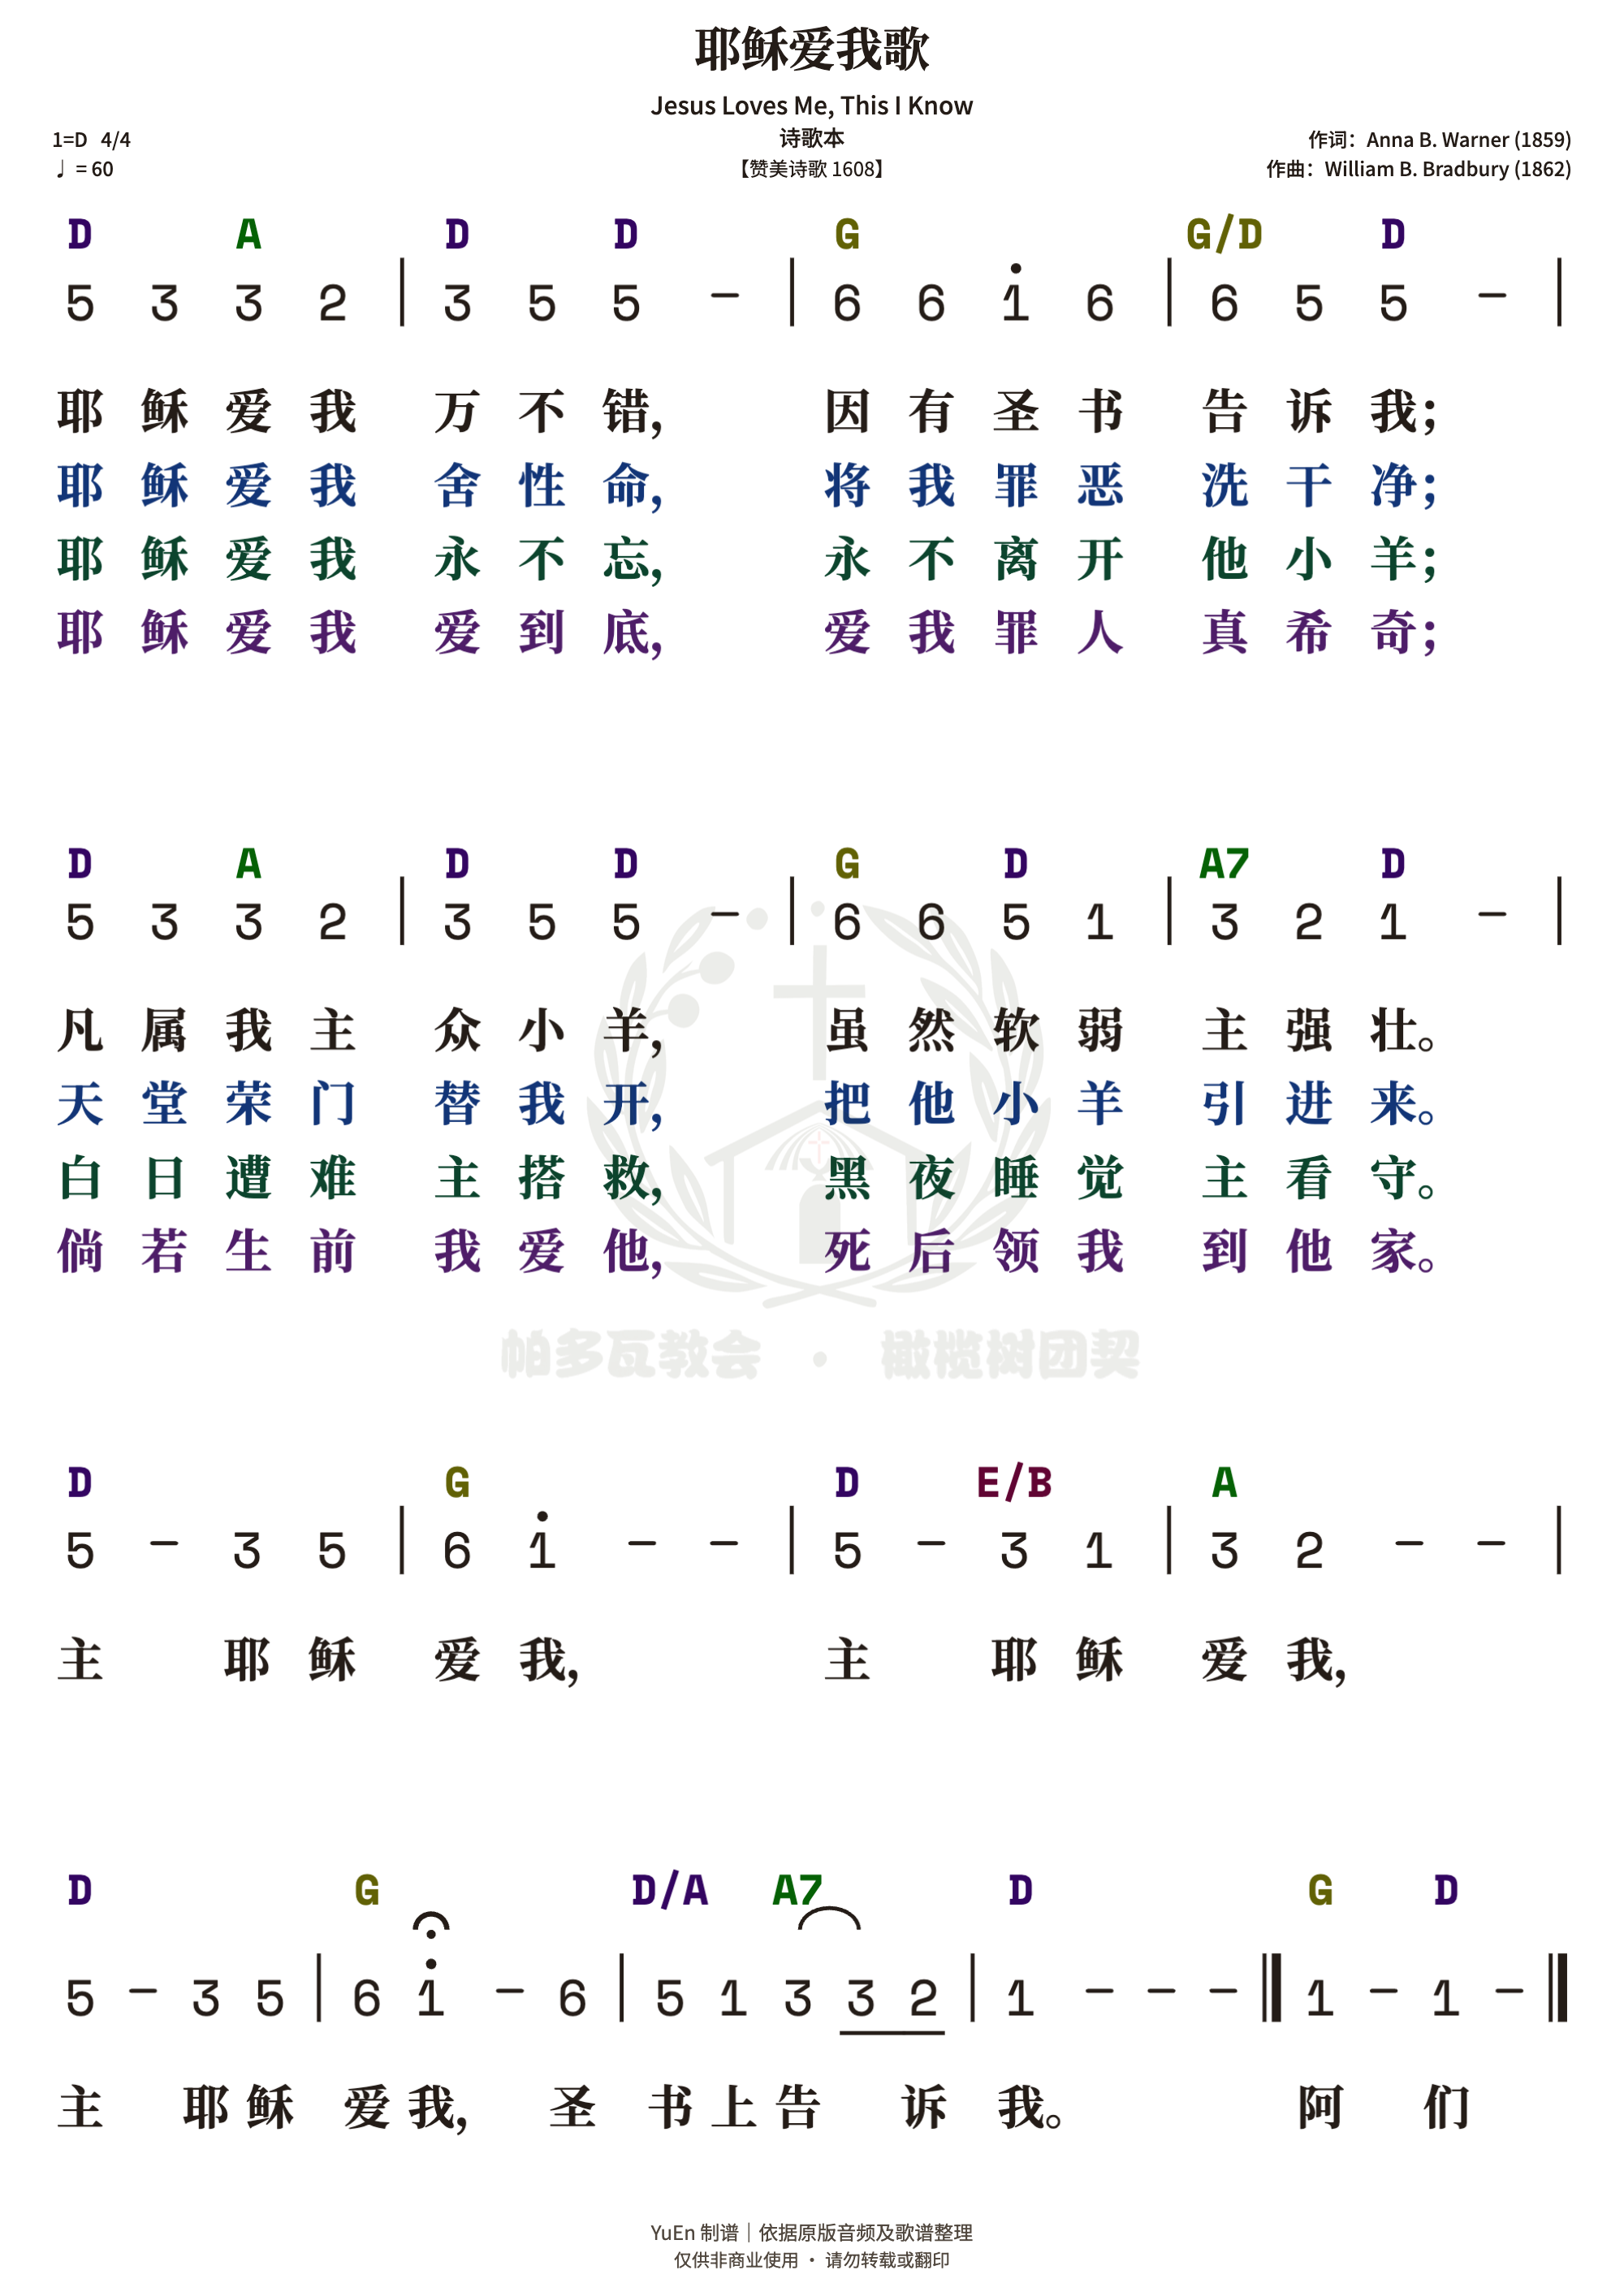 耶稣爱我歌
Jesus Loves Me, This I Know
诗歌本
【赞美诗歌 1608】
1=D 4/4
♩ = 60
作词：Anna B. Warner (1859)
作曲：William B. Bradbury (1862)
D A D D G G/D D
5 3 3 2 | 3 5 5 – | 6 6 1̇ 6 | 6 5 5 – |
耶稣爱我 万不错, 因有圣书 告诉我;
耶稣爱我 舍性命, 将我罪恶 洗干净;
耶稣爱我 永不忘, 永不离开 他小羊;
耶稣爱我 爱到底, 爱我罪人 真希奇;
D A D D G D A7 D
5 3 3 2 | 3 5 5 – | 6 6 5 1 | 3 2 1 – |
凡属我主 众小羊, 虽然软弱 主强壮。
天堂荣门 替我开, 把他小羊 引进来。
白日遭难 主搭救, 黑夜睡觉 主看守。
倘若生前 我爱他, 死后领我 到他家。
帕多瓦教会 · 橄榄树团契
D G D E/B A
5 – 3 5 | 6 1̇ – – | 5 – 3 1 | 3 2 – – |
主 耶稣 爱我, 主 耶稣 爱我,
D G D/A A7 D G D
5 – 3 5 | 6 1̇ – 6 | 5 1 3 3 2 | 1 – – – ‖ 1 – 1 – ‖
主 耶稣 爱我, 圣 书上告 诉 我。 阿 们
YuEn 制谱｜依据原版音频及歌谱整理
仅供非商业使用 · 请勿转载或翻印